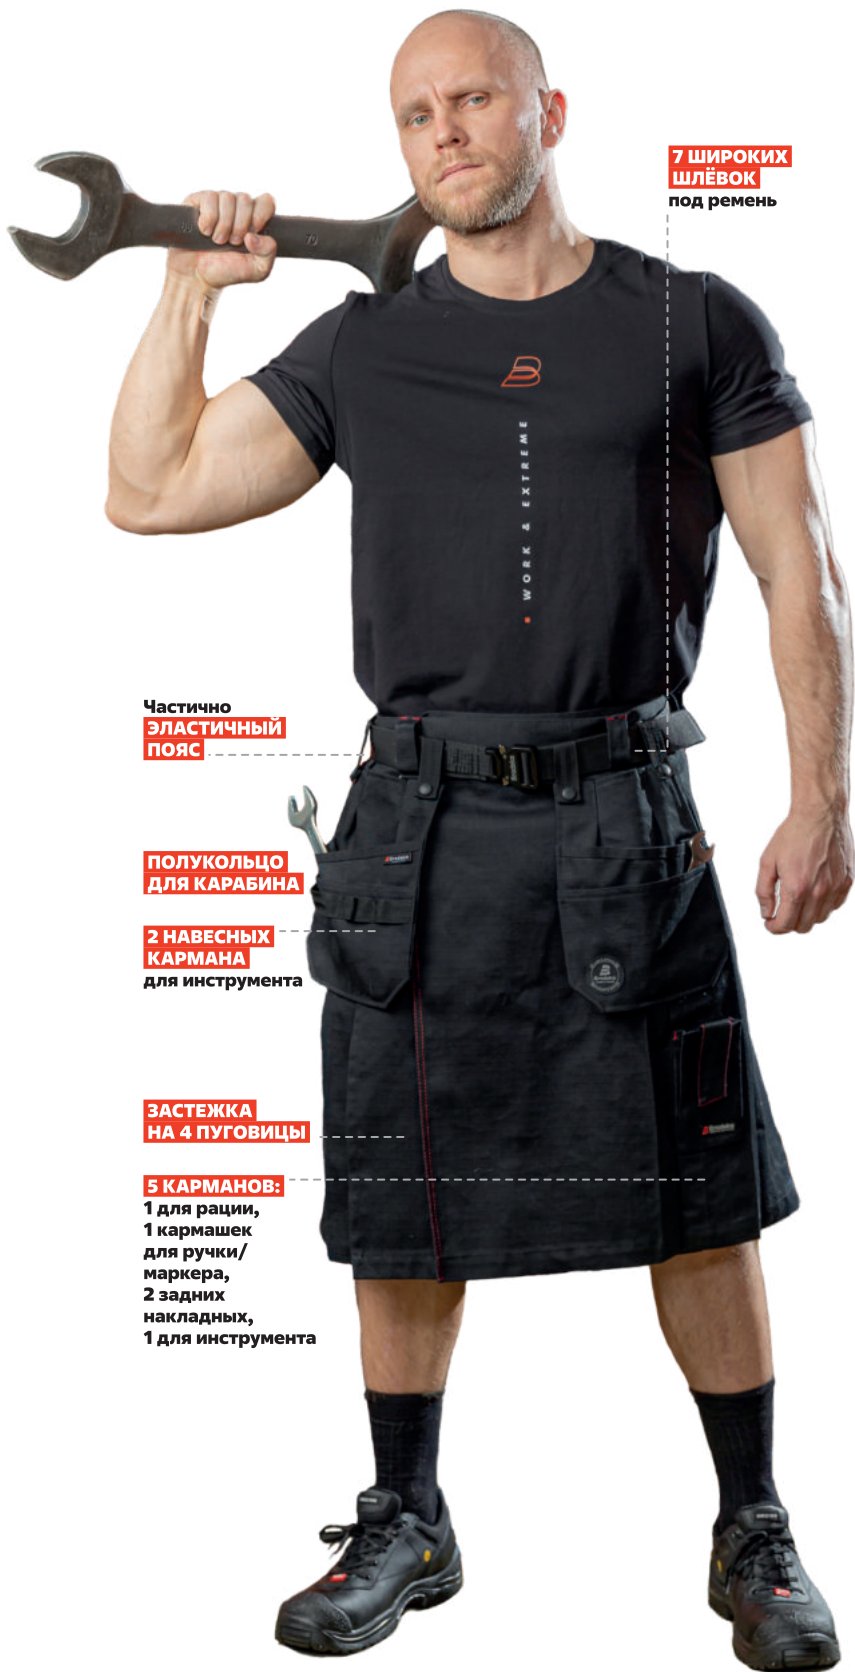 7 ШИРОКИХ
ШЛЁВОК
под ремень
WORK & EXTREME
Частично
ЭЛАСТИЧНЫЙ
ПОЯС
ПОЛУКОЛЬЦО
ДЛЯ КАРАБИНА
2 НАВЕСНЫХ
КАРМАНА
для инструмента
ЗАСТЕЖКА
НА 4 ПУГОВИЦЫ
5 КАРМАНОВ:
1 для рации,
1 кармашек
для ручки/
маркера,
2 задних
накладных,
1 для инструмента